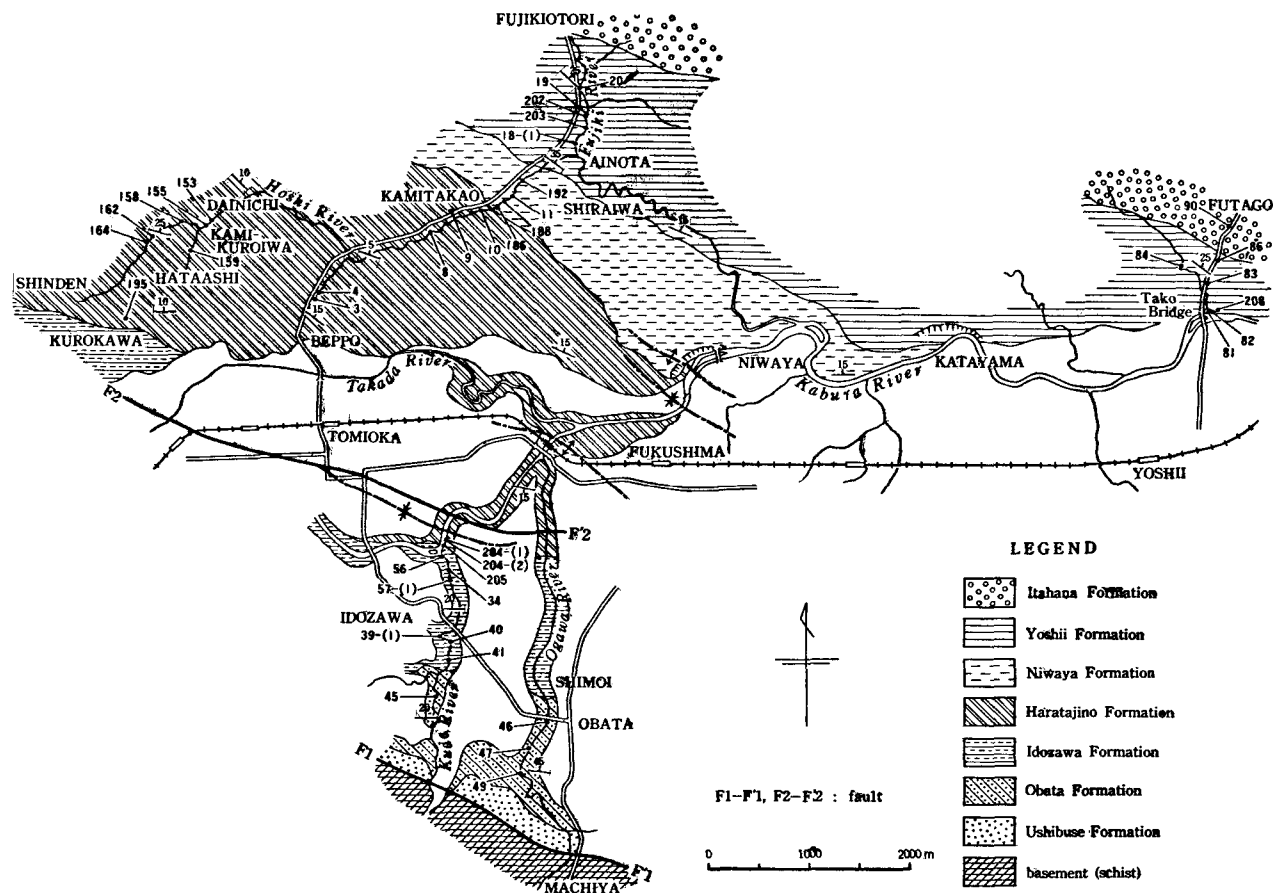 FUJIKIOTORI
19
20
202
203
18-(1)
Fujiki
River
35
AINOTA
KAMITAKAO
192
SHIRAIWA
11
188
186
10
9
8
5
10
Hoshi River
153
155
158
162
164
25
DAINICHI
KAMI-
KUROIWA
159
HATAASHI
SHINDEN
195
10
4
3
15
KUROKAWA
BEPPO
15
90
FUTAGO
86
84
25
83
Tako
Bridge
208
82
81
NIWAYA
KATAYAMA
15
Kabura River
Takada River
F2
TOMIOKA
FUKUSHIMA
YOSHII
15
F'2
204-(1)
204-(2)
205
56
57-(1)
34
20
IDOZAWA
39-(1)
40
41
Ogawa River
SHIMOI
45
46
OBATA
47
49
F1
F'1
MACHIYA
LEGEND
Itahana Formation
Yoshii Formation
Niwaya Formation
Haratajino Formation
Idozawa Formation
Obata Formation
Ushibuse Formation
basement (schist)
F1-F'1, F2-F'2 : fault
0 1000 2000 m